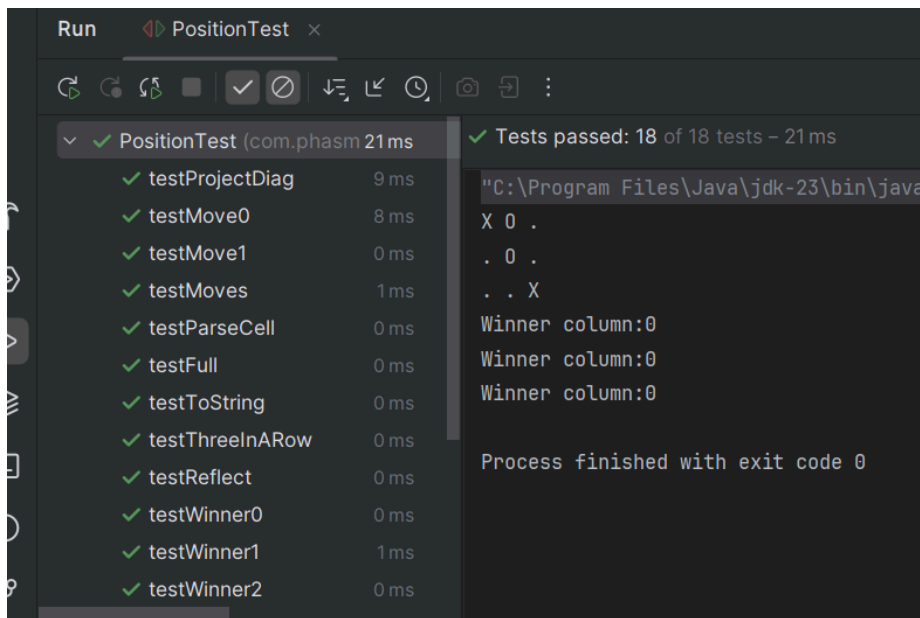 Run PositionTest
PositionTest (com.phasm 21 ms
testProjectDiag 9 ms
testMove0 8 ms
testMove1 0 ms
testMoves 1 ms
testParseCell 0 ms
testFull 0 ms
testToString 0 ms
testThreeInARow 0 ms
testReflect 0 ms
testWinner0 0 ms
testWinner1 1 ms
testWinner2 0 ms
Tests passed: 18 of 18 tests – 21 ms
"C:\Program Files\Java\jdk-23\bin\java
X O .
. O .
. . X
Winner column:0
Winner column:0
Winner column:0
Process finished with exit code 0